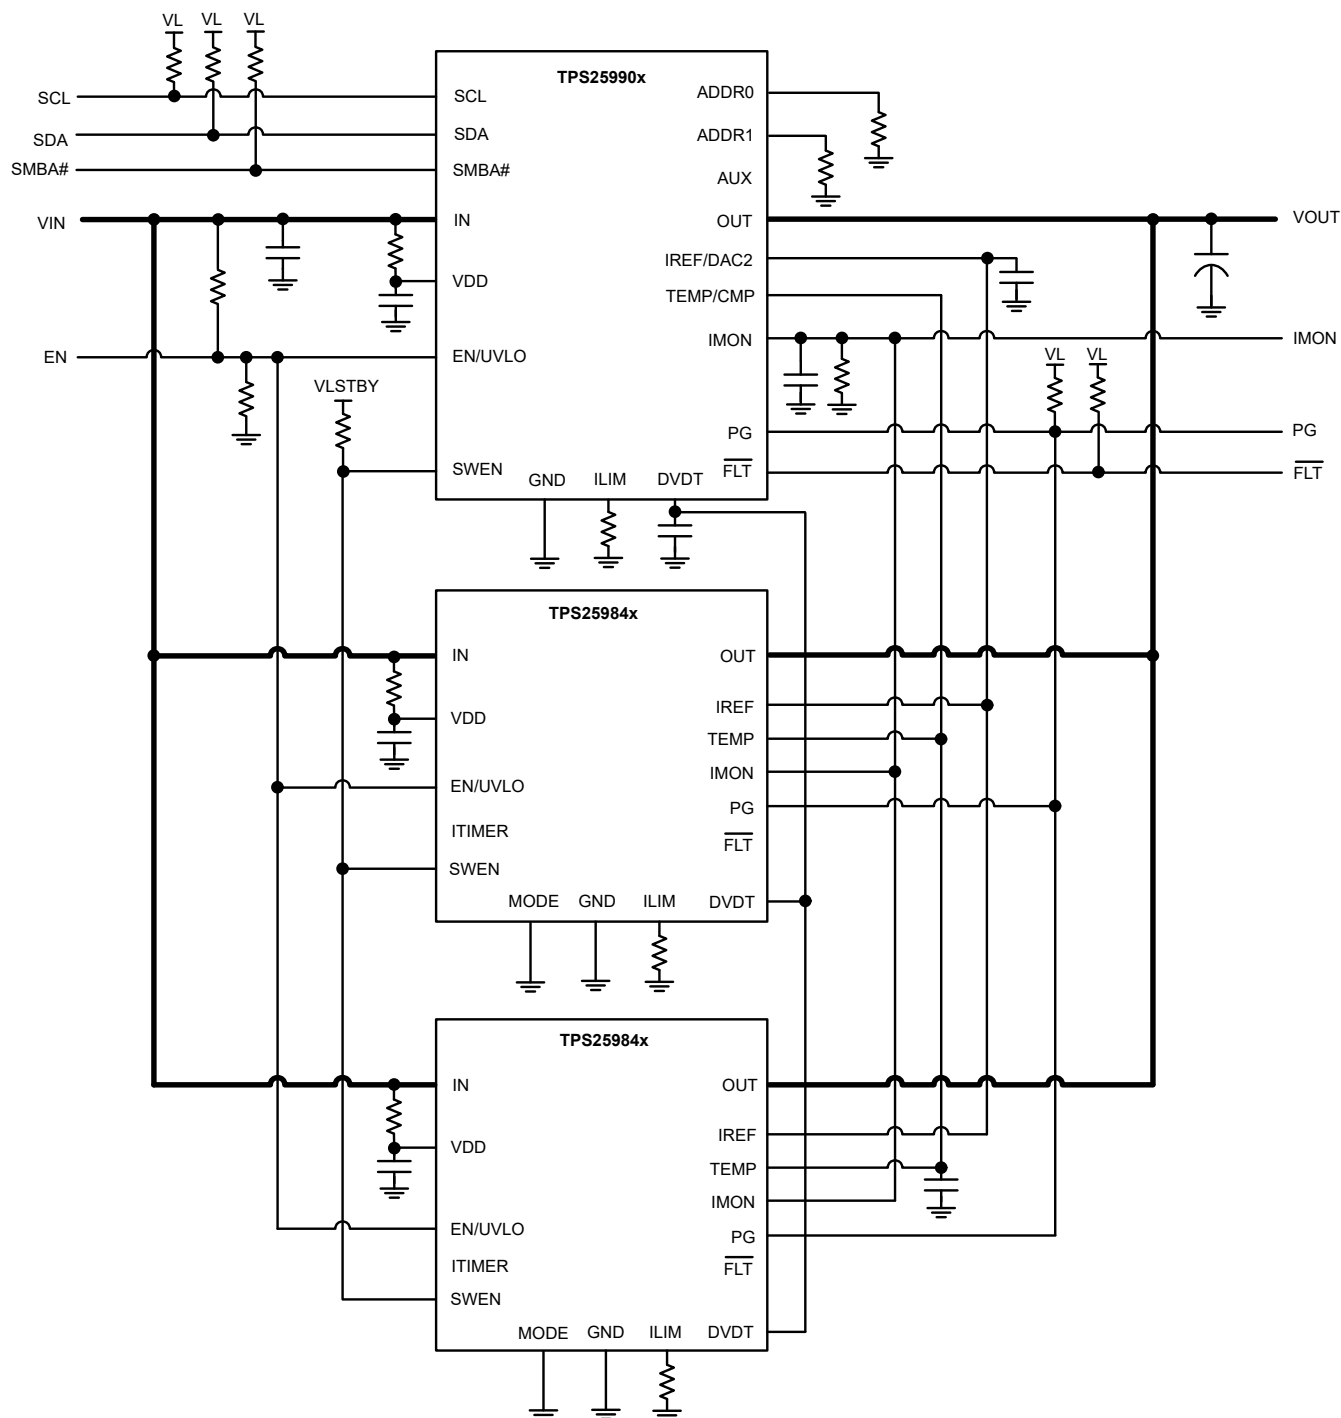 VL VL VL
TPS25990x
SCL SCL ADDR0
SDA SDA ADDR1
SMBA# SMBA# AUX
VIN IN OUT VOUT
IREF/DAC2
VDD TEMP/CMP
IMON IMON
EN EN/UVLO VL VL
VLSTBY
PG PG
SWEN FLT FLT
GND ILIM DVDT
TPS25984x
IN OUT
IREF
VDD TEMP
IMON
EN/UVLO PG
ITIMER FLT
SWEN
MODE GND ILIM DVDT
TPS25984x
IN OUT
IREF
VDD TEMP
IMON
EN/UVLO PG
ITIMER FLT
SWEN
MODE GND ILIM DVDT